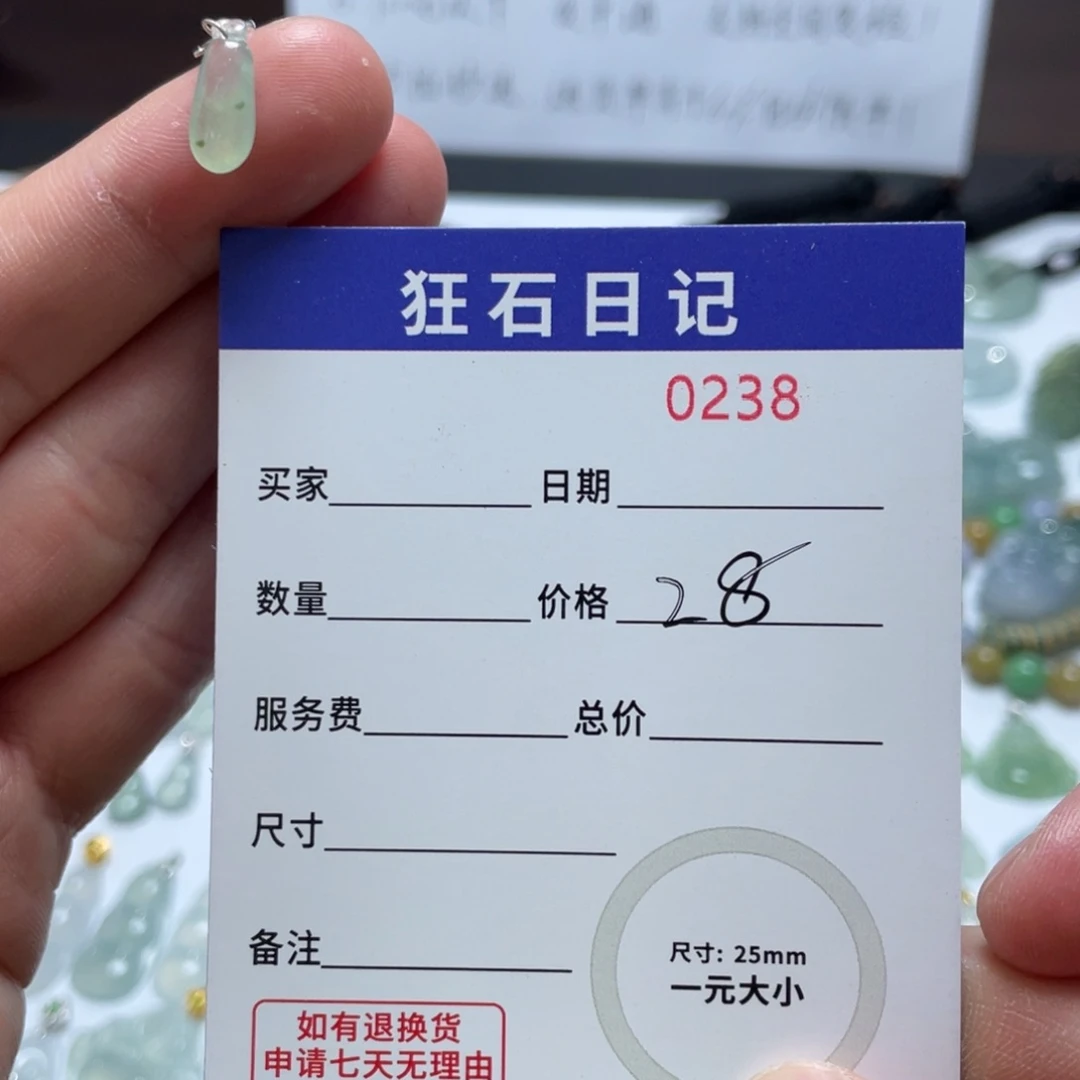 狂石日记
0238
买家 日期
数量 价格 28
服务费 总价
尺寸
备注
尺寸: 25mm
一元大小
如有退换货
申请七天无理由